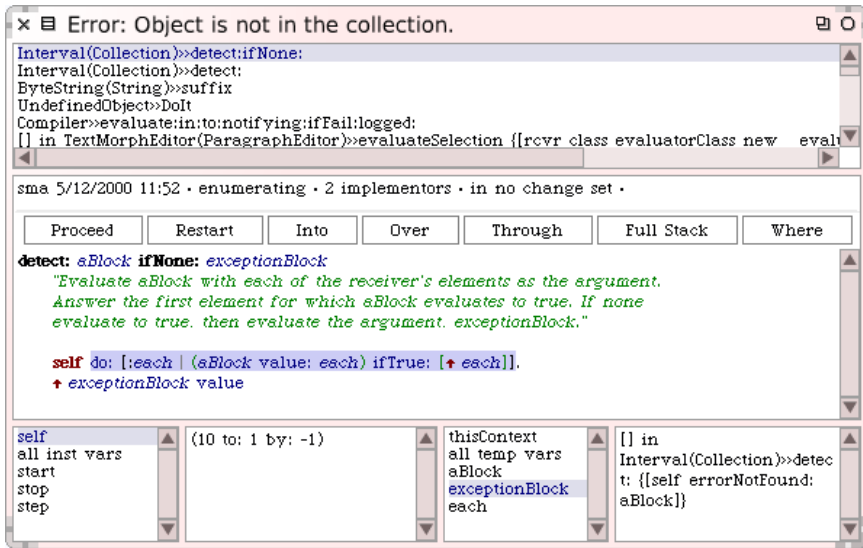 Error: Object is not in the collection.
Interval(Collection)>>detect:ifNone:
Interval(Collection)>>detect:
ByteString(String)>>suffix
UndefinedObject>>DoIt
Compiler>>evaluate:in:to:notifying:ifFail:logged:
[] in TextMorphEditor(ParagraphEditor)>>evaluateSelection {[rcvr class evaluatorClass new evalu
sma 5/12/2000 11:52 · enumerating · 2 implementors · in no change set ·
Proceed Restart Into Over Through Full Stack Where
detect: aBlock ifNone: exceptionBlock
"Evaluate aBlock with each of the receiver's elements as the argument.
Answer the first element for which aBlock evaluates to true. If none
evaluate to true, then evaluate the argument, exceptionBlock."
self do: [:each | (aBlock value: each) ifTrue: [↑ each]].
↑ exceptionBlock value
self
all inst vars
start
stop
step
(10 to: 1 by: -1)
thisContext
all temp vars
aBlock
exceptionBlock
each
[] in
Interval(Collection)>>detec
t: {[self errorNotFound:
aBlock]}